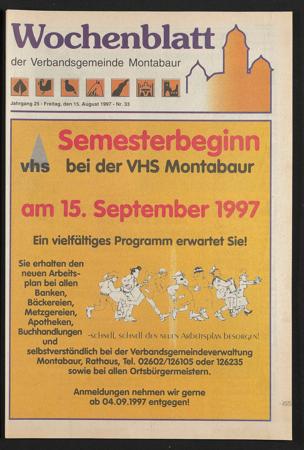 Wochenblatt
der Verbandsgemeinde Montabaur
Jahrgang 25 - Freitag, den 15. August 1997 - Nr. 33
Semesterbeginn
vhs bei der VHS Montabaur
am 15. September 1997
Ein vielfältiges Programm erwartet Sie!
Sie erhalten den
neuen Arbeits-
plan bei allen
Banken,
Bäckereien,
Metzgereien,
Apotheken,
Buchhandlungen
und
-schnell, schnell den neuen Arbeitsplan besorgen!
selbstverständlich bei der Verbandsgemeindeverwaltung
Montabaur, Rathaus, Tel. 02602/126105 oder 126235
sowie bei allen Ortsbürgermeistern.
Anmeldungen nehmen wir gerne
ab 04.09.1997 entgegen!